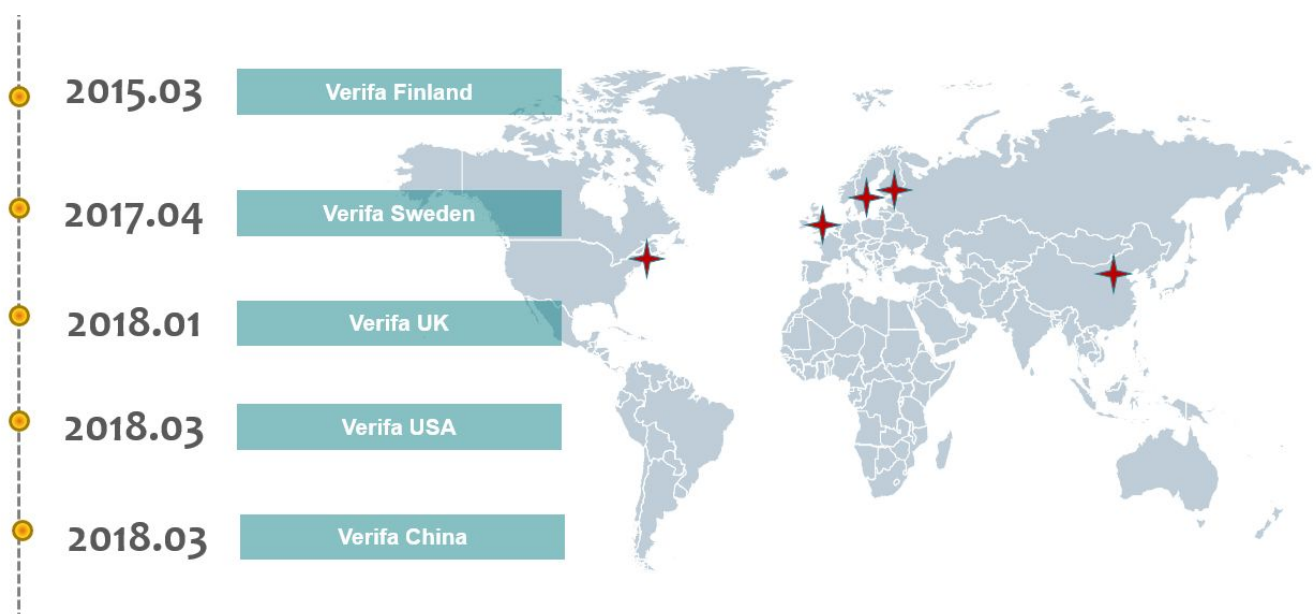 2015.03 Verifa Finland
2017.04 Verifa Sweden
2018.01 Verifa UK
2018.03 Verifa USA
2018.03 Verifa China